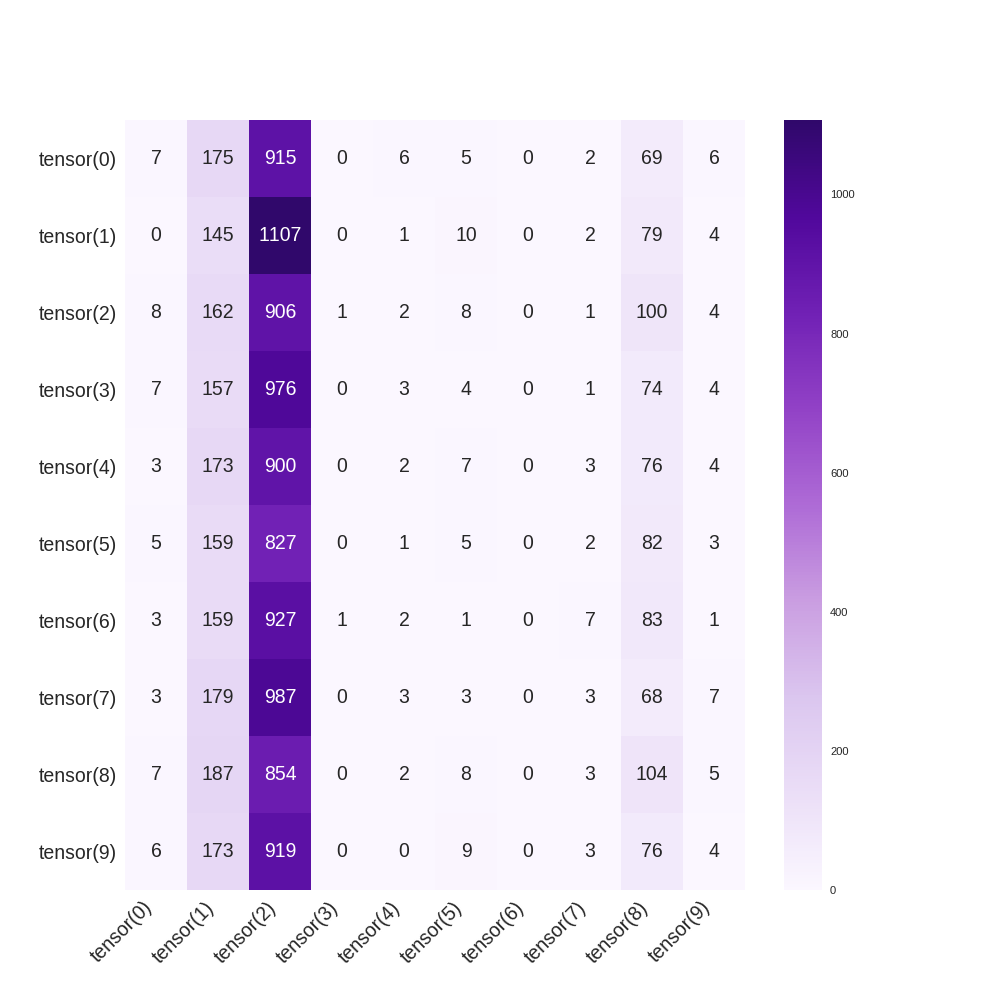 tensor(0) 7 175 915 0 6 5 0 2 69 6
tensor(1) 0 145 1107 0 1 10 0 2 79 4
tensor(2) 8 162 906 1 2 8 0 1 100 4
tensor(3) 7 157 976 0 3 4 0 1 74 4
tensor(4) 3 173 900 0 2 7 0 3 76 4
tensor(5) 5 159 827 0 1 5 0 2 82 3
tensor(6) 3 159 927 1 2 1 0 7 83 1
tensor(7) 3 179 987 0 3 3 0 3 68 7
tensor(8) 7 187 854 0 2 8 0 3 104 5
tensor(9) 6 173 919 0 0 9 0 3 76 4
tensor(0) tensor(1) tensor(2) tensor(3) tensor(4) tensor(5) tensor(6) tensor(7) tensor(8) tensor(9)
1000
800
600
400
200
0